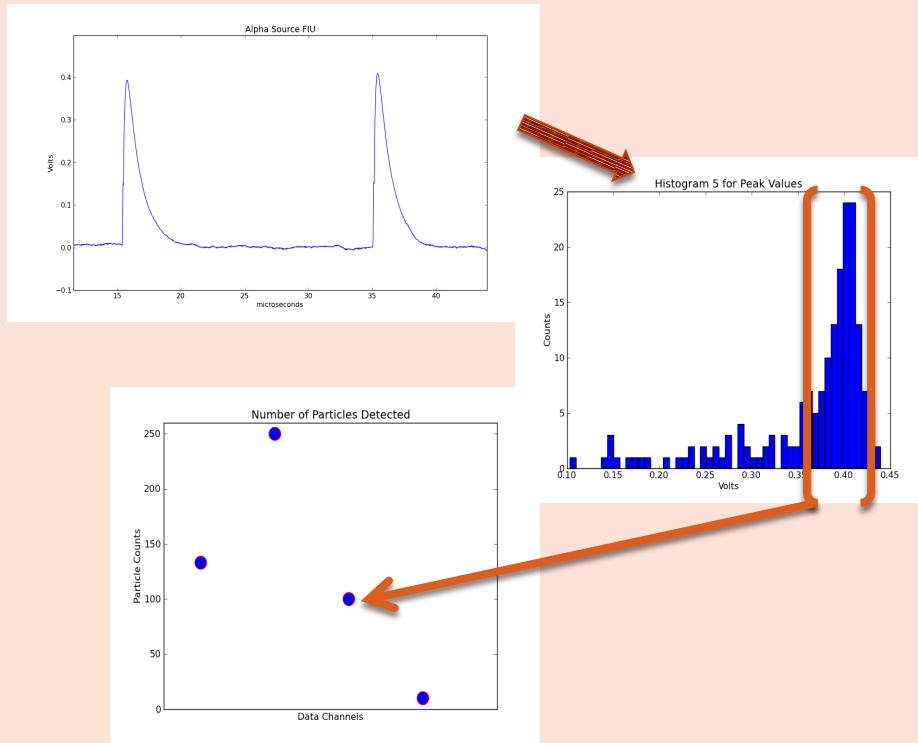 Alpha Source FIU
Volts
0.4
0.3
0.2
0.1
0.0
−0.1
15 20 25 30 35 40
microseconds
Histogram 5 for Peak Values
Counts
25
20
15
10
5
0
0.10 0.15 0.20 0.25 0.30 0.35 0.40 0.45
Volts
Number of Particles Detected
Particle Counts
250
200
150
100
50
0
Data Channels